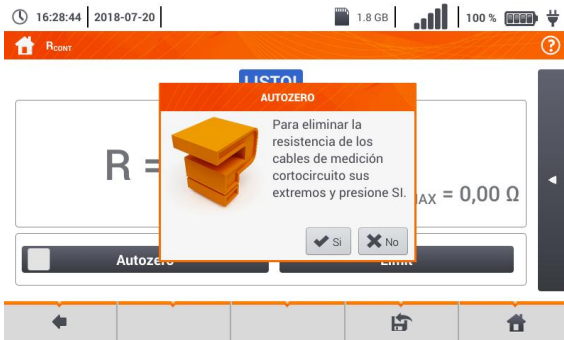 16:28:44 2018-07-20 1.8 GB 100 %
RCONT
LISTO!
AUTOZERO
Para eliminar la
resistencia de los
cables de medición
cortocircuito sus
extremos y presione SI.
R =
MAX = 0,00 Ω
Si No
Autozero Limit